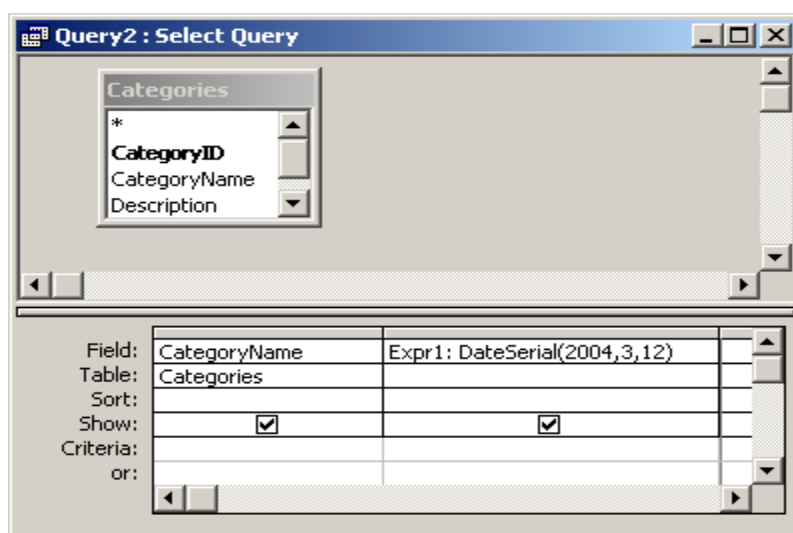 Query2 : Select Query
Categories
*
CategoryID
CategoryName
Description
Field: CategoryName Expr1: DateSerial(2004,3,12)
Table: Categories
Sort:
Show:
Criteria:
or: